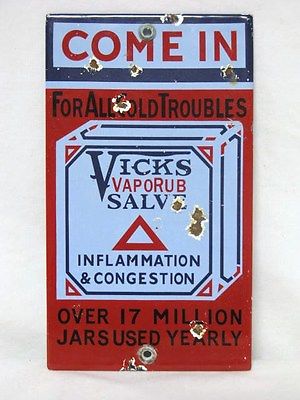 COME IN
FOR ALL COLD TROUBLES
VICKS
VAPORUB
SALVE
INFLAMMATION
& CONGESTION
OVER 17 MILLION
JARS USED YEARLY